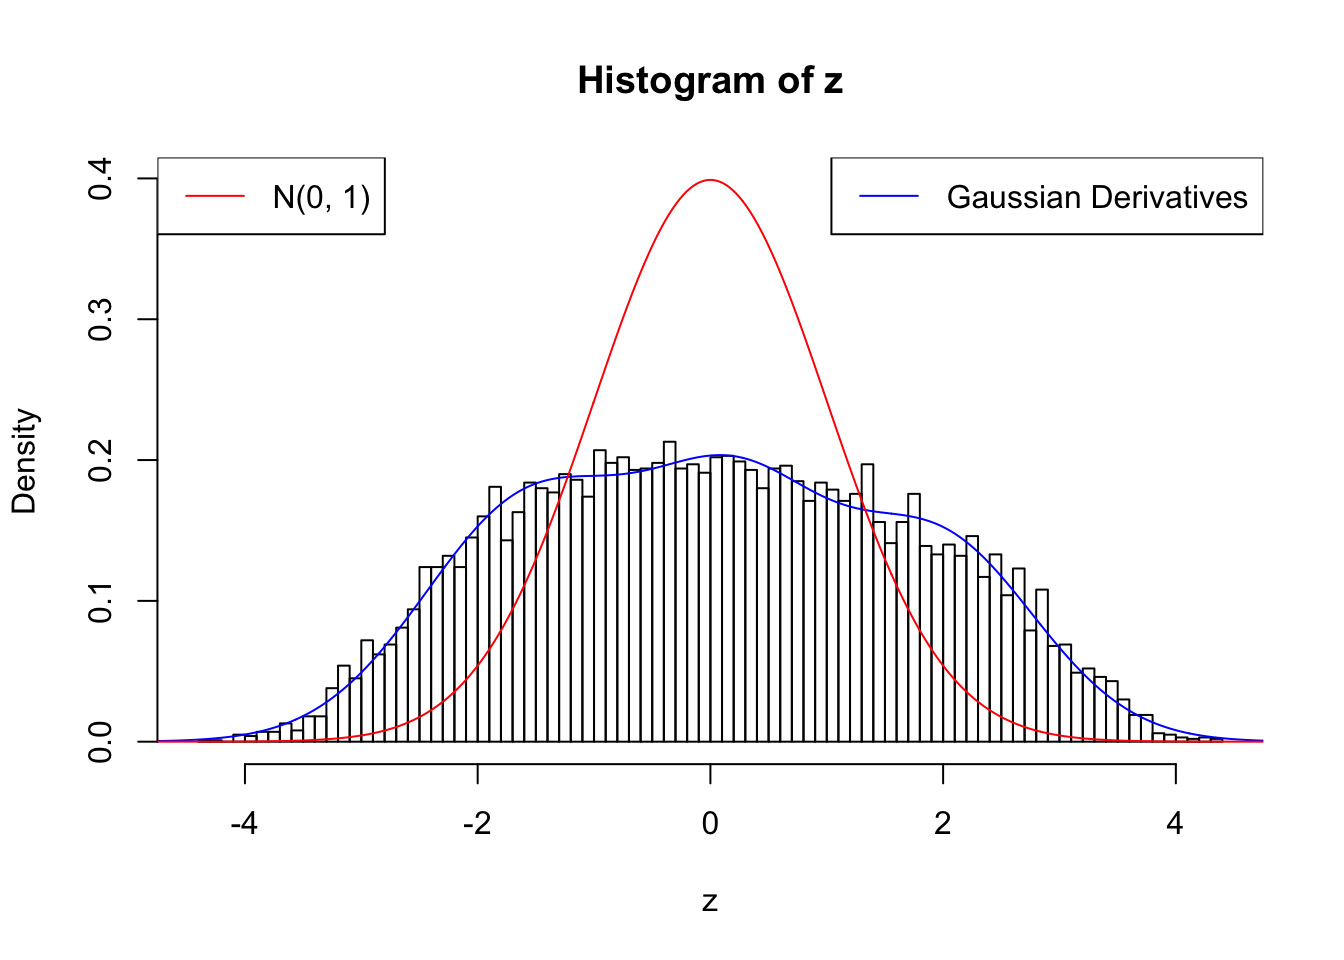 Histogram of z
N(0, 1)
Gaussian Derivatives
Density
0.4
0.3
0.2
0.1
0.0
-4 -2 0 2 4
z